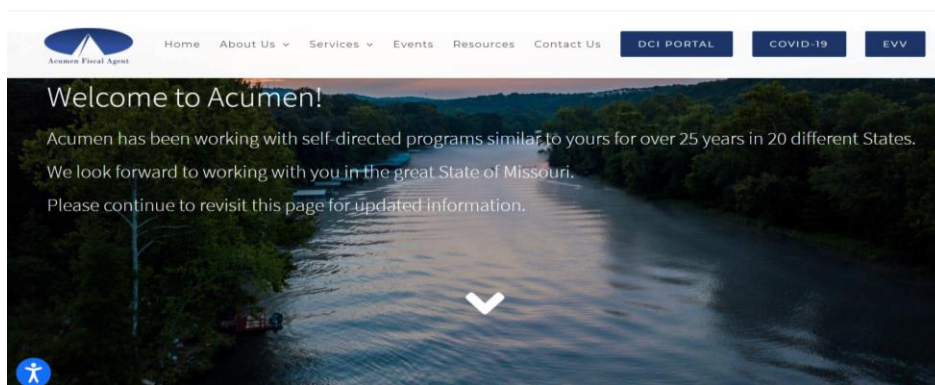 Acumen Fiscal Agent
Home About Us Services Events Resources Contact Us DCI PORTAL COVID-19 EVV
Welcome to Acumen!
Acumen has been working with self-directed programs similar to yours for over 25 years in 20 different States.
We look forward to working with you in the great State of Missouri.
Please continue to revisit this page for updated information.